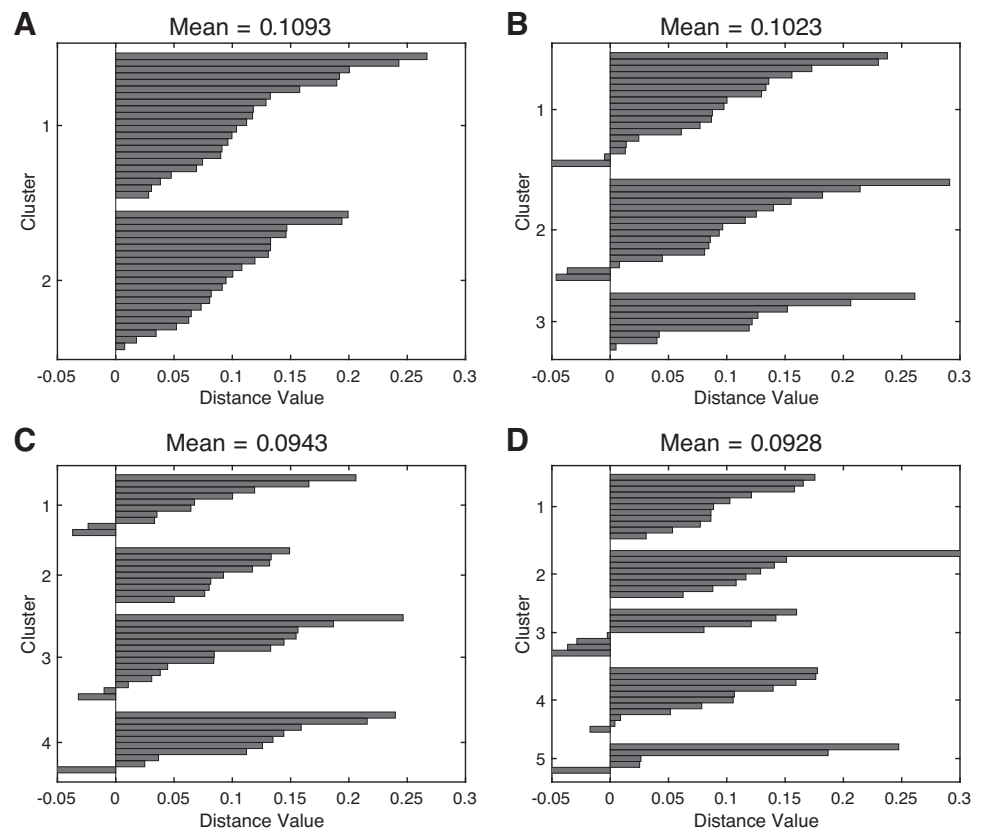 A
Mean = 0.1093
Cluster
1
2
-0.05 0 0.05 0.1 0.15 0.2 0.25 0.3
Distance Value
B
Mean = 0.1023
Cluster
1
2
3
-0.05 0 0.05 0.1 0.15 0.2 0.25 0.3
Distance Value
C
Mean = 0.0943
Cluster
1
2
3
4
-0.05 0 0.05 0.1 0.15 0.2 0.25 0.3
Distance Value
D
Mean = 0.0928
Cluster
1
2
3
4
5
-0.05 0 0.05 0.1 0.15 0.2 0.25 0.3
Distance Value